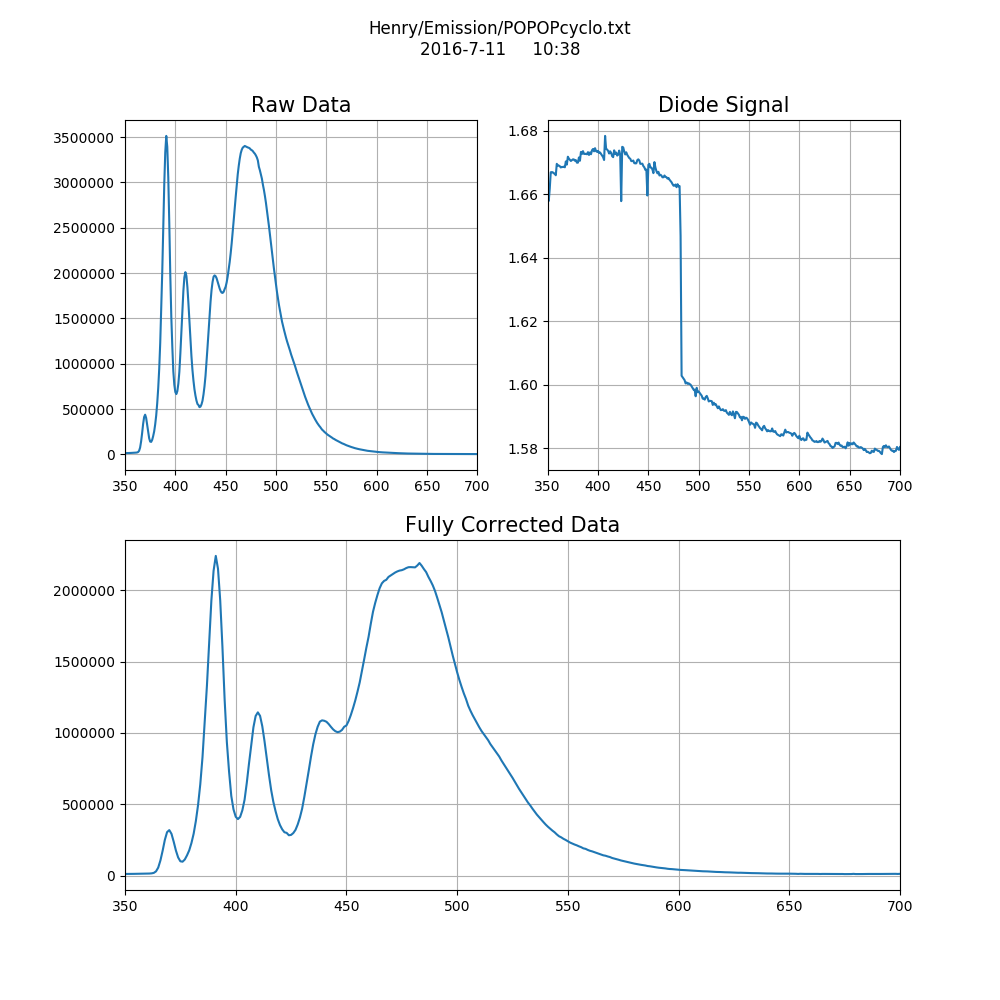 Henry/Emission/POPOPcyclo.txt
2016-7-11 10:38
Raw Data
3500000
3000000
2500000
2000000
1500000
1000000
500000
0
350 400 450 500 550 600 650 700
Diode Signal
1.68
1.66
1.64
1.62
1.60
1.58
350 400 450 500 550 600 650 700
Fully Corrected Data
2000000
1500000
1000000
500000
0
350 400 450 500 550 600 650 700